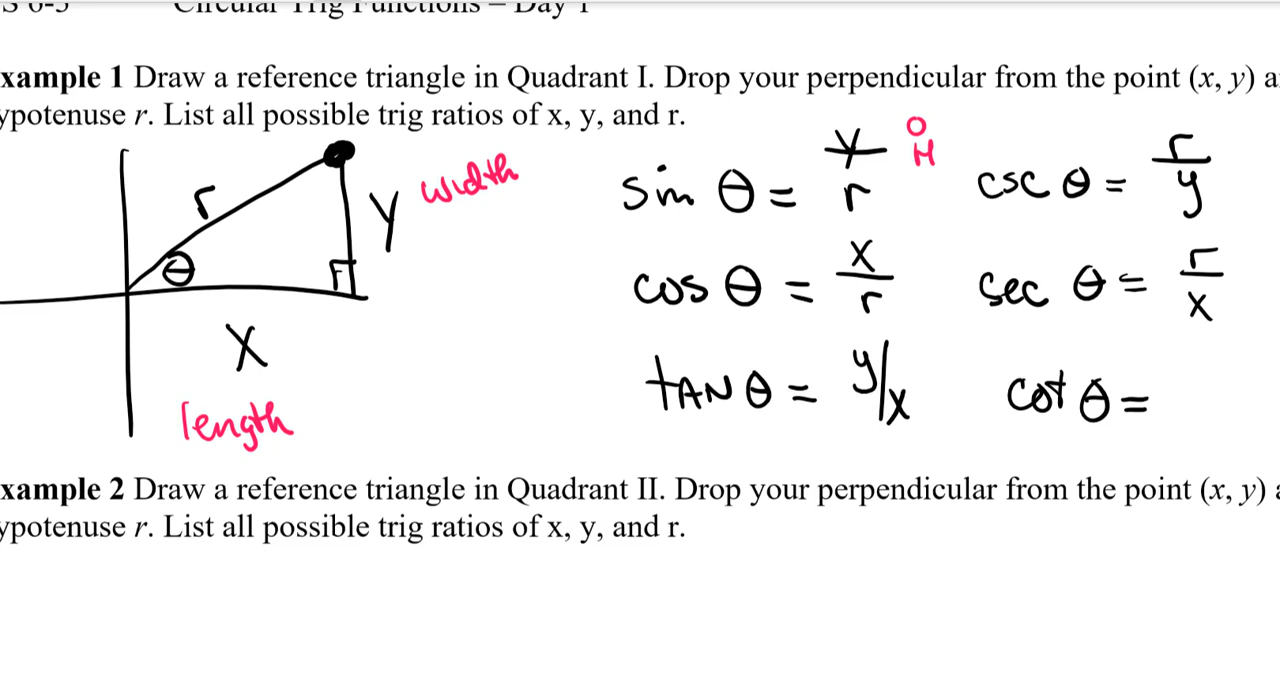 Circular Trig Functions – Day 1
xample 1 Draw a reference triangle in Quadrant I. Drop your perpendicular from the point (x, y) a
ypotenuse r. List all possible trig ratios of x, y, and r.
r
θ
y width
x
length
sin θ = y/r O/H
csc θ = r/y
cos θ = x/r
sec θ = r/x
tAN θ = y/x
cot θ =
xample 2 Draw a reference triangle in Quadrant II. Drop your perpendicular from the point (x, y) a
ypotenuse r. List all possible trig ratios of x, y, and r.